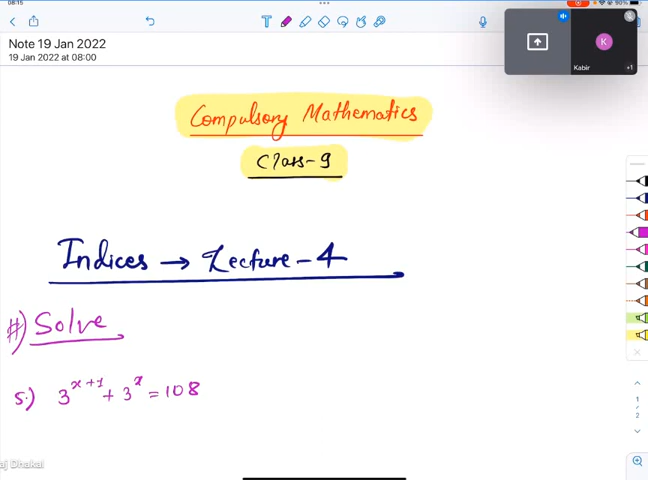 08:15
90%
Note 19 Jan 2022
19 Jan 2022 at 08:00
K
Kabir
+1
Compulsory Mathematics
Class-9
Indices → Lecture-4
#) Solve
5.) 3^{x+1} + 3^x = 108
1
/
2
aj Dhakal